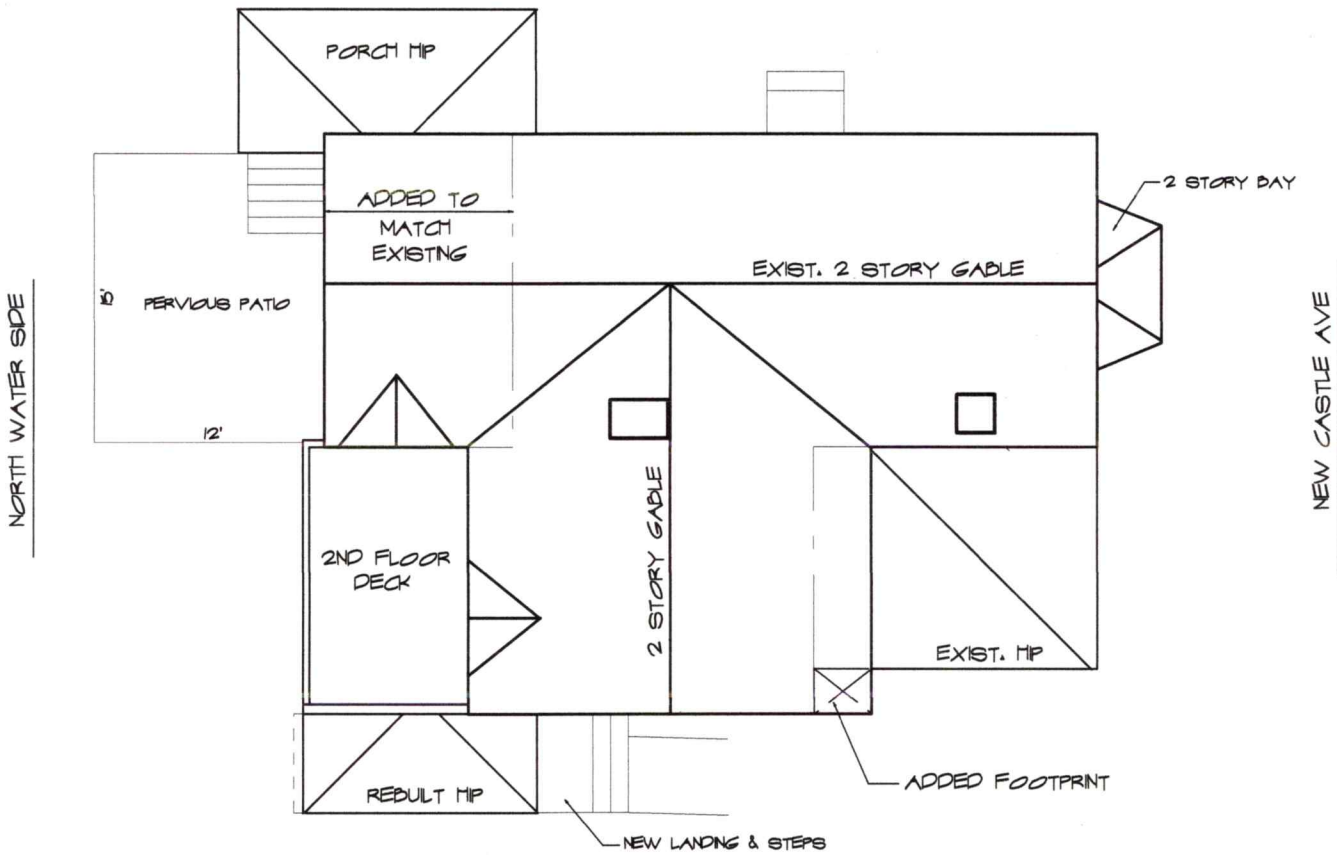 PORCH HIP
2 STORY BAY
ADDED TO
MATCH
EXISTING
EXIST. 2 STORY GABLE
15'
PERVIOUS PATIO
NORTH WATER SIDE
NEW CASTLE AVE
12'
2ND FLOOR
DECK
2 STORY GABLE
EXIST. HIP
ADDED FOOTPRINT
REBUILT HIP
NEW LANDING & STEPS